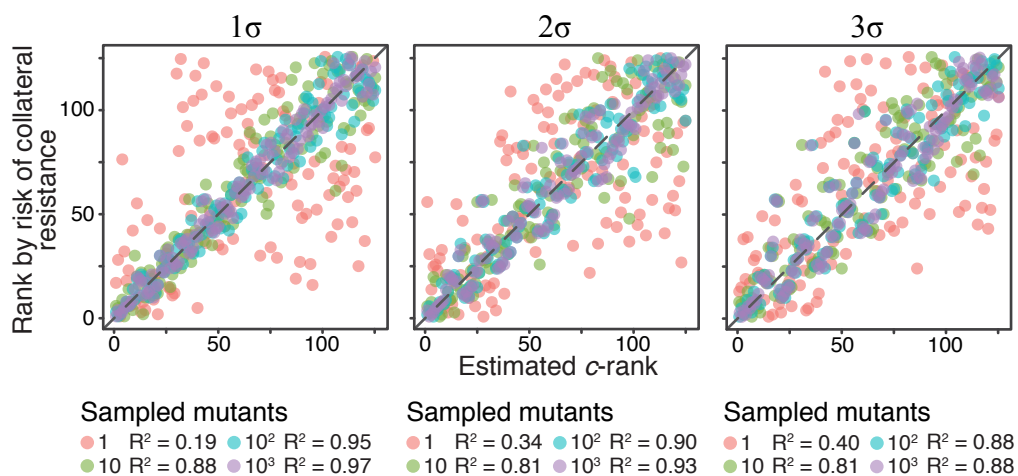 1σ 2σ 3σ
Rank by risk of collateral
resistance
100
50
0
0 50 100 0 50 100 0 50 100
Estimated c-rank
Sampled mutants Sampled mutants Sampled mutants
1 R² = 0.19 10² R² = 0.95 1 R² = 0.34 10² R² = 0.90 1 R² = 0.40 10² R² = 0.88
10 R² = 0.88 10³ R² = 0.97 10 R² = 0.81 10³ R² = 0.93 10 R² = 0.81 10³ R² = 0.88